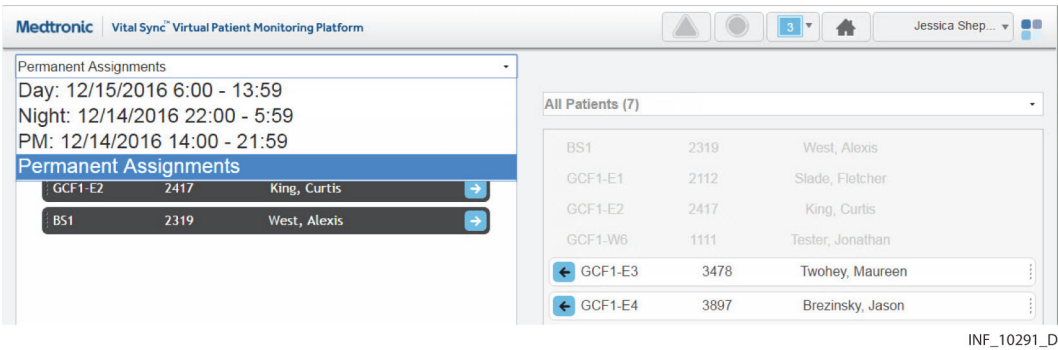 Medtronic Vital Sync™ Virtual Patient Monitoring Platform 3 Jessica Shep...
Permanent Assignments
Day: 12/15/2016 6:00 - 13:59
Night: 12/14/2016 22:00 - 5:59
PM: 12/14/2016 14:00 - 21:59
Permanent Assignments
GCF1-E2 2417 King, Curtis
BS1 2319 West, Alexis
All Patients (7)
BS1 2319 West, Alexis
GCF1-E1 2112 Slade, Fletcher
GCF1-E2 2417 King, Curtis
GCF1-W6 1111 Tester, Jonathan
GCF1-E3 3478 Twohey, Maureen
GCF1-E4 3897 Brezinsky, Jason
INF_10291_D